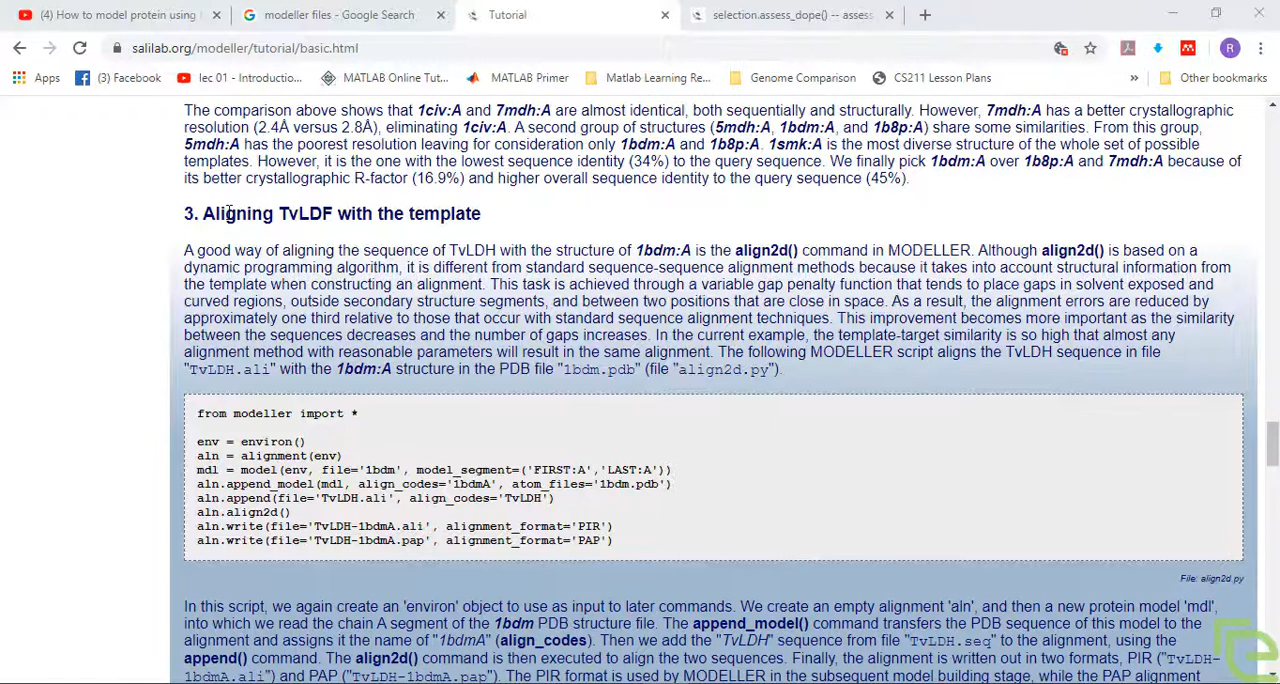 (4) How to model protein using
modeller files - Google Search
Tutorial
selection.assess_dope() -- assess
salilab.org/modeller/tutorial/basic.html
R
Apps
(3) Facebook
lec 01 - Introductio...
MATLAB Online Tut...
MATLAB Primer
Matlab Learning Re...
Genome Comparison
CS211 Lesson Plans
»
Other bookmarks
The comparison above shows that 1civ:A and 7mdh:A are almost identical, both sequentially and structurally. However, 7mdh:A has a better crystallographic
resolution (2.4Å versus 2.8Å), eliminating 1civ:A. A second group of structures (5mdh:A, 1bdm:A, and 1b8p:A) share some similarities. From this group,
5mdh:A has the poorest resolution leaving for consideration only 1bdm:A and 1b8p:A. 1smk:A is the most diverse structure of the whole set of possible
templates. However, it is the one with the lowest sequence identity (34%) to the query sequence. We finally pick 1bdm:A over 1b8p:A and 7mdh:A because of
its better crystallographic R-factor (16.9%) and higher overall sequence identity to the query sequence (45%).
3. Aligning TvLDF with the template
A good way of aligning the sequence of TvLDH with the structure of 1bdm:A is the align2d() command in MODELLER. Although align2d() is based on a
dynamic programming algorithm, it is different from standard sequence-sequence alignment methods because it takes into account structural information from
the template when constructing an alignment. This task is achieved through a variable gap penalty function that tends to place gaps in solvent exposed and
curved regions, outside secondary structure segments, and between two positions that are close in space. As a result, the alignment errors are reduced by
approximately one third relative to those that occur with standard sequence alignment techniques. This improvement becomes more important as the similarity
between the sequences decreases and the number of gaps increases. In the current example, the template-target similarity is so high that almost any
alignment method with reasonable parameters will result in the same alignment. The following MODELLER script aligns the TvLDH sequence in file
"TvLDH.ali" with the 1bdm:A structure in the PDB file "1bdm.pdb" (file "align2d.py").
from modeller import *
env = environ()
aln = alignment(env)
mdl = model(env, file='1bdm', model_segment=('FIRST:A','LAST:A'))
aln.append_model(mdl, align_codes='1bdmA', atom_files='1bdm.pdb')
aln.append(file='TvLDH.ali', align_codes='TvLDH')
aln.align2d()
aln.write(file='TvLDH-1bdmA.ali', alignment_format='PIR')
aln.write(file='TvLDH-1bdmA.pap', alignment_format='PAP')
File: align2d.py
In this script, we again create an 'environ' object to use as input to later commands. We create an empty alignment 'aln', and then a new protein model 'mdl',
into which we read the chain A segment of the 1bdm PDB structure file. The append_model() command transfers the PDB sequence of this model to the
alignment and assigns it the name of "1bdmA" (align_codes). Then we add the "TvLDH" sequence from file "TvLDH.seq" to the alignment, using the
append() command. The align2d() command is then executed to align the two sequences. Finally, the alignment is written out in two formats, PIR ("TvLDH-
1bdmA.ali") and PAP ("TvLDH-1bdmA.pap"). The PIR format is used by MODELLER in the subsequent model building stage, while the PAP alignment